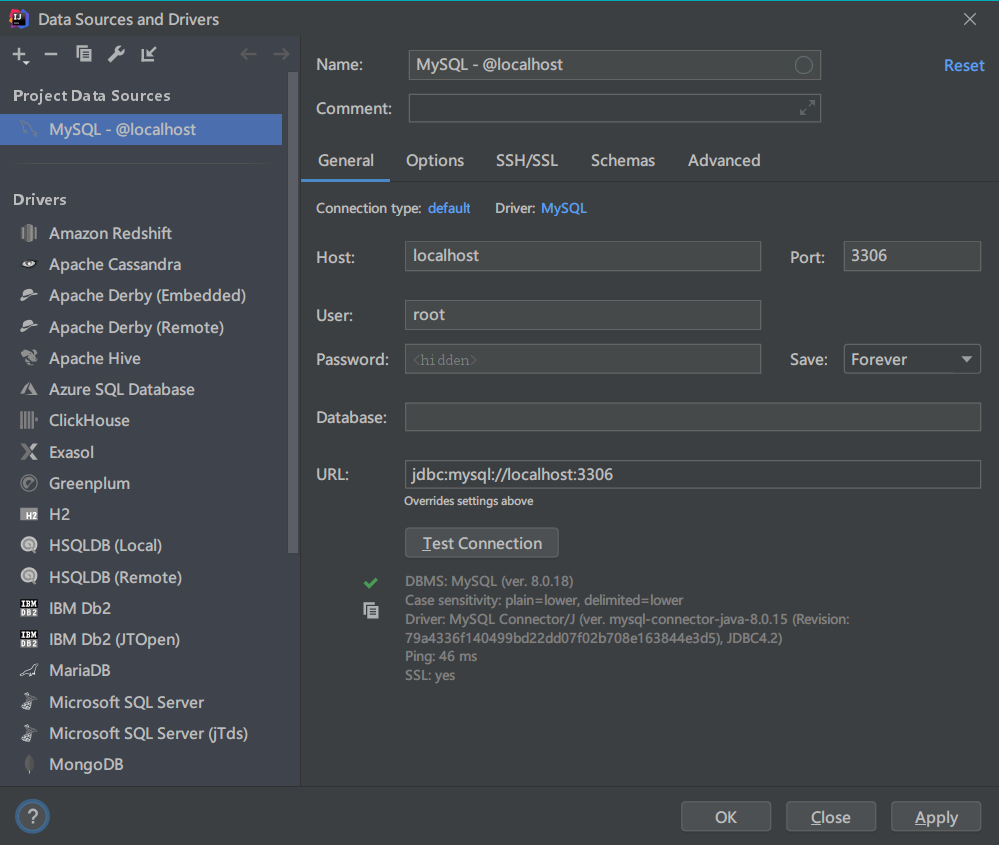 Data Sources and Drivers
Name: MySQL - @localhost
Reset
Comment:
Project Data Sources
MySQL - @localhost
Drivers
Amazon Redshift
Apache Cassandra
Apache Derby (Embedded)
Apache Derby (Remote)
Apache Hive
Azure SQL Database
ClickHouse
Exasol
Greenplum
H2
HSQLDB (Local)
HSQLDB (Remote)
IBM Db2
IBM Db2 (JTOpen)
MariaDB
Microsoft SQL Server
Microsoft SQL Server (jTds)
MongoDB
General Options SSH/SSL Schemas Advanced
Connection type: default Driver: MySQL
Host: localhost Port: 3306
User: root
Password: <hidden> Save: Forever
Database:
URL: jdbc:mysql://localhost:3306
Overrides settings above
Test Connection
DBMS: MySQL (ver. 8.0.18)
Case sensitivity: plain=lower, delimited=lower
Driver: MySQL Connector/J (ver. mysql-connector-java-8.0.15 (Revision:
79a4336f140499bd22dd07f02b708e163844e3d5), JDBC4.2)
Ping: 46 ms
SSL: yes
? OK Close Apply